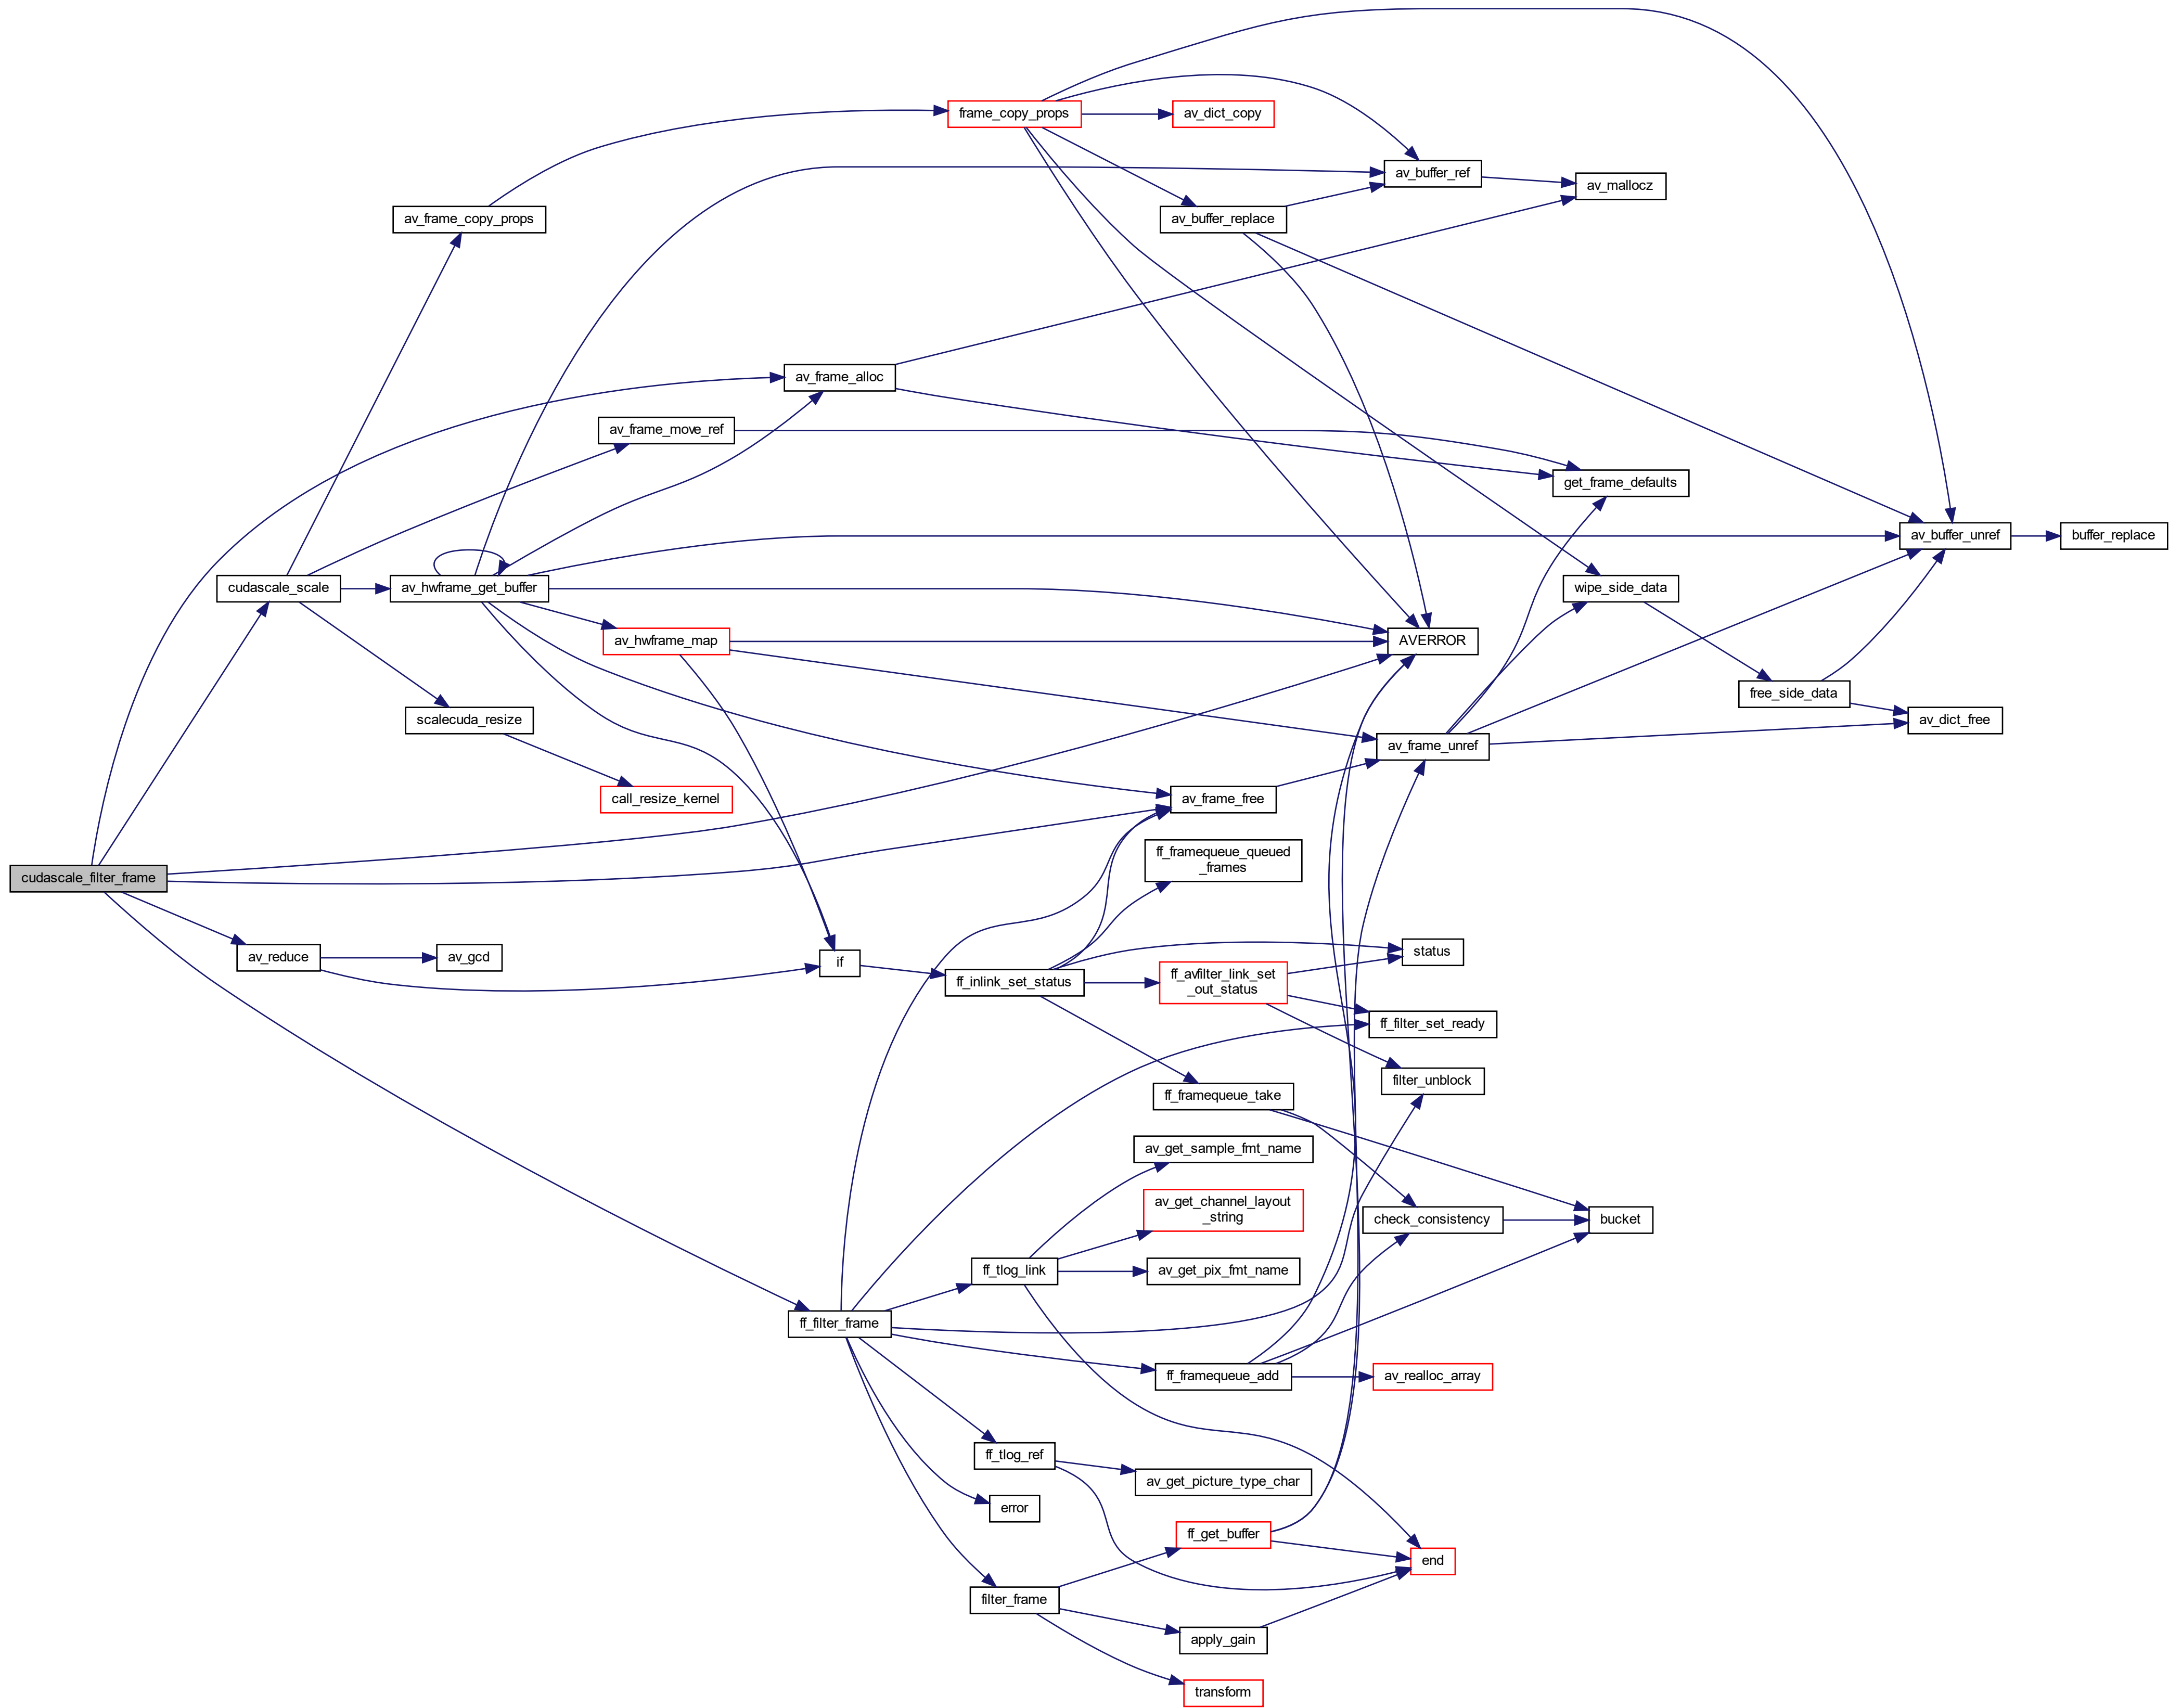 frame_copy_props
av_dict_copy
av_buffer_ref
av_mallocz
av_frame_copy_props
av_buffer_replace
av_frame_alloc
av_frame_move_ref
get_frame_defaults
av_buffer_unref
buffer_replace
cudascale_scale
av_hwframe_get_buffer
wipe_side_data
av_hwframe_map
AVERROR
free_side_data
scalecuda_resize
av_dict_free
av_frame_unref
call_resize_kernel
av_frame_free
ff_framequeue_queued
_frames
cudascale_filter_frame
av_reduce
av_gcd
if
status
ff_inlink_set_status
ff_avfilter_link_set
_out_status
ff_filter_set_ready
filter_unblock
ff_framequeue_take
av_get_sample_fmt_name
av_get_channel_layout
_string
check_consistency
bucket
ff_tlog_link
av_get_pix_fmt_name
ff_filter_frame
ff_framequeue_add
av_realloc_array
ff_tlog_ref
av_get_picture_type_char
error
ff_get_buffer
end
filter_frame
apply_gain
transform